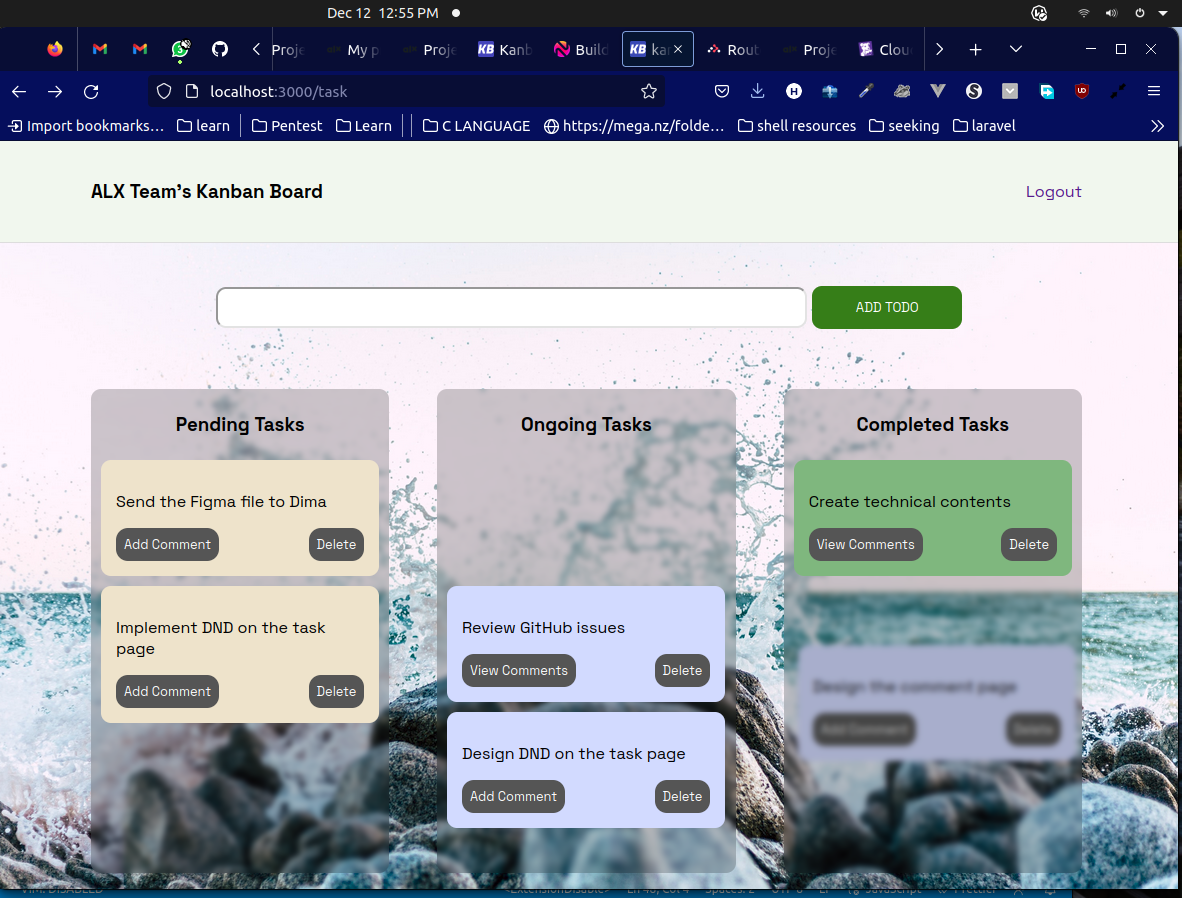 Dec 12 12:55 PM
Proje
My p
Proje
KB Kanb
Build
KB kan
Rout
Proje
Clou
localhost:3000/task
Import bookmarks…
learn
Pentest
Learn
C LANGUAGE
https://mega.nz/folde…
shell resources
seeking
laravel
ALX Team's Kanban Board
Logout
ADD TODO
Pending Tasks
Send the Figma file to Dima
Add Comment
Delete
Implement DND on the task
page
Add Comment
Delete
Ongoing Tasks
Review GitHub issues
View Comments
Delete
Design DND on the task page
Add Comment
Delete
Completed Tasks
Create technical contents
View Comments
Delete
Design the comment page
Add Comment
Delete